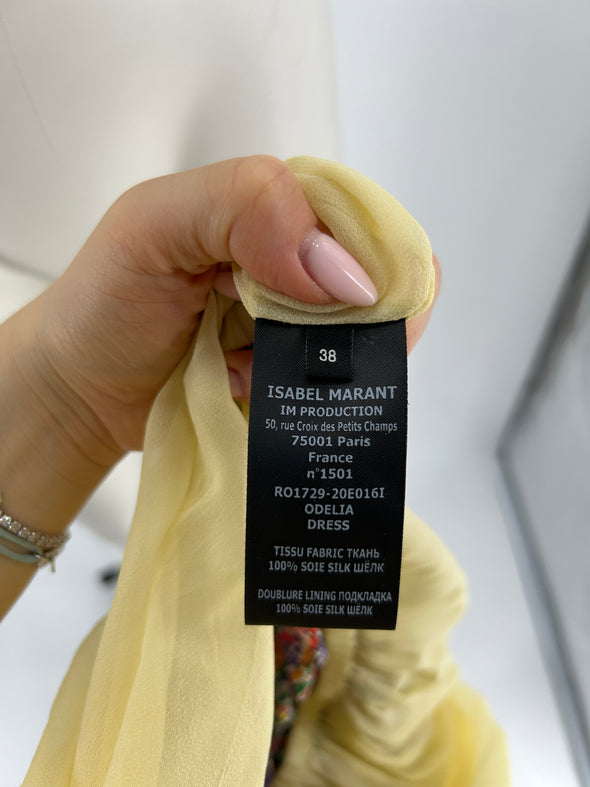 38
ISABEL MARANT
IM PRODUCTION
50, rue Croix des Petits Champs
75001 Paris
France
n°1501
RO1729-20E016I
ODELIA
DRESS
TISSU FABRIC ТКАНЬ
100% SOIE SILK ШЁЛК
DOUBLURE LINING ПОДКЛАДКА
100% SOIE SILK ШЁЛК